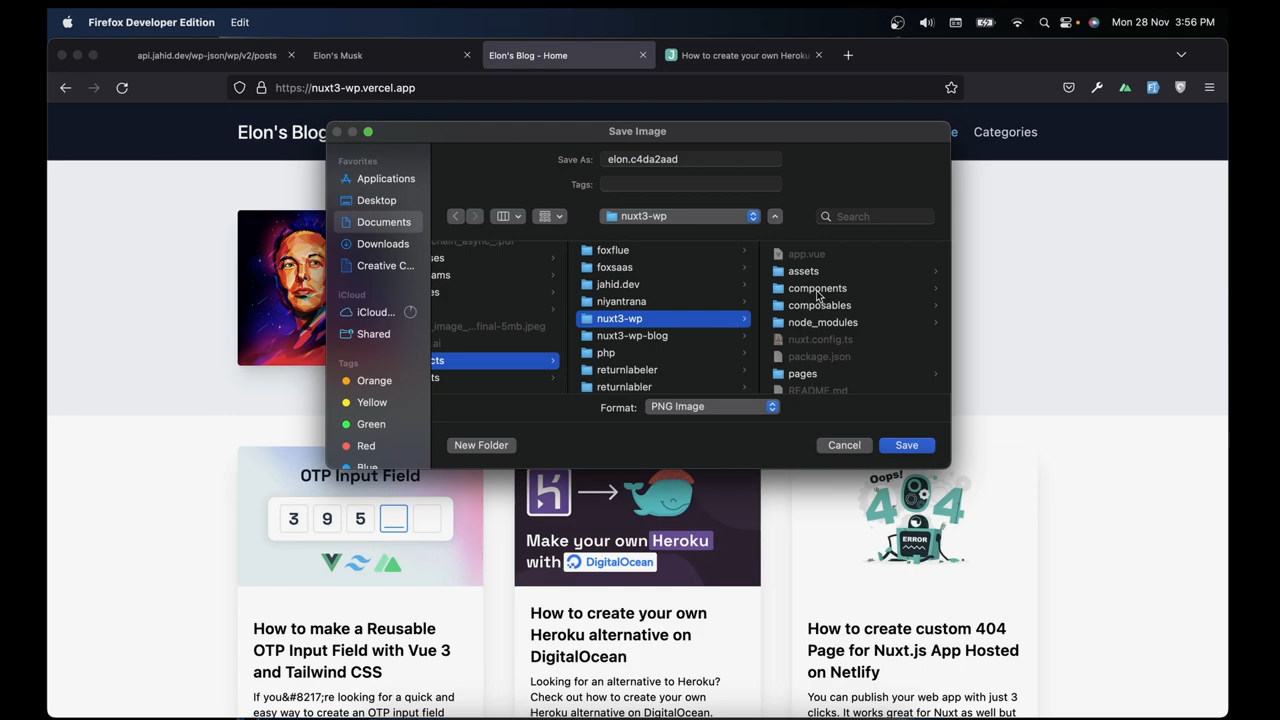 Firefox Developer Edition Edit Mon 28 Nov 3:56 PM
api.jahid.dev/wp-json/wp/v2/posts Elon's Musk Elon's Blog - Home How to create your own Heroku
https://nuxt3-wp.vercel.app
Elon's Blog Categories
Save Image
Save As: elon.c4da2aad
Tags:
nuxt3-wp Search
Favorites
Applications
Desktop
Documents
Downloads
Creative C...
iCloud
iCloud...
Shared
Tags
Orange
Yellow
Green
Red
Blue
foxflue
foxsaas
jahid.dev
niyantrana
nuxt3-wp
nuxt3-wp-blog
php
returnlabeler
returnlabler
app.vue
assets
components
composables
node_modules
nuxt.config.ts
package.json
pages
README.md
Format: PNG Image
New Folder Cancel Save
OTP Input Field
3 9 5
Make your own Heroku
with DigitalOcean
Oops!
404
ERROR
How to make a Reusable
OTP Input Field with Vue 3
and Tailwind CSS
If you&#8217;re looking for a quick and
easy way to create an OTP input field
How to create your own
Heroku alternative on
DigitalOcean
Looking for an alternative to Heroku?
Check out how to create your own
Heroku alternative on DigitalOcean.
How to create custom 404
Page for Nuxt.js App Hosted
on Netlify
You can publish your web app with just 3
clicks. It works great for Nuxt as well but